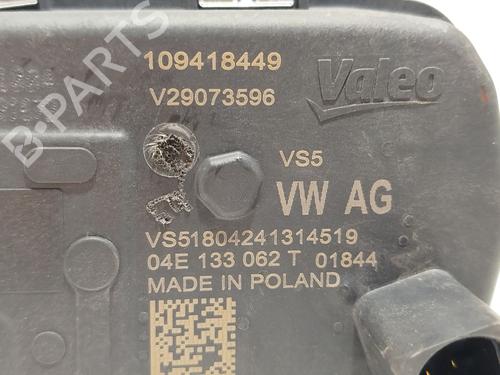 109418449
V29073596
Valeo
VS5
VW AG
VS51804241314519
04E 133 062 T 01844
MADE IN POLAND
B-PARTS